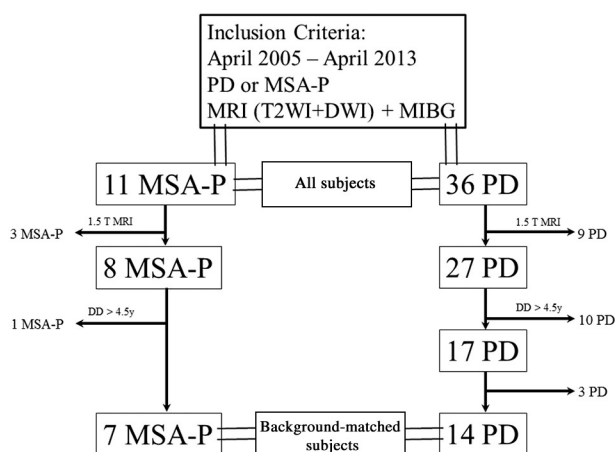 Inclusion Criteria:
April 2005 – April 2013
PD or MSA-P
MRI (T2WI+DWI) + MIBG
11 MSA-P
All subjects
36 PD
1.5 T MRI
3 MSA-P
1.5 T MRI
9 PD
8 MSA-P
27 PD
DD > 4.5y
1 MSA-P
DD > 4.5y
10 PD
17 PD
3 PD
7 MSA-P
Background-matched
subjects
14 PD